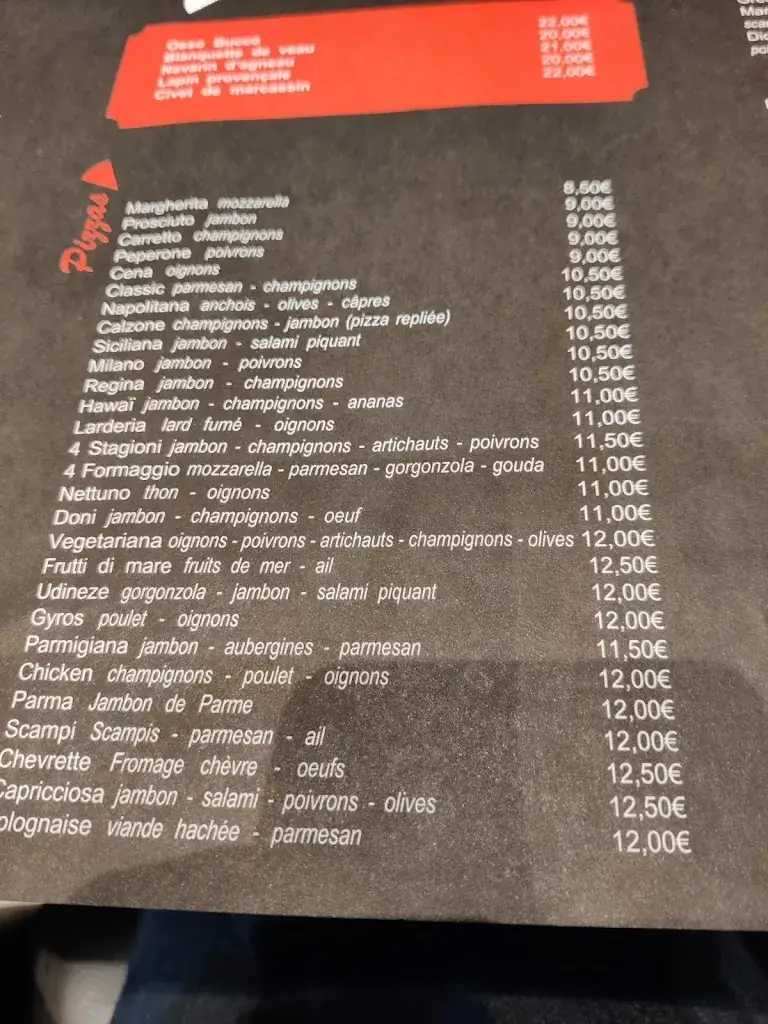 Osso Bucco 22,00€
Blanquette de veau 20,00€
Navarin d'agneau 21,00€
Lapin provençale 20,00€
Civet de marcassin 22,00€
Pizzas
Margherita mozzarella 8,50€
Prosciuto jambon 9,00€
Carretto champignons 9,00€
Peperone poivrons 9,00€
Cena oignons 9,00€
Classic parmesan - champignons 10,50€
Napolitana anchois - olives - câpres 10,50€
Calzone champignons - jambon (pizza repliée) 10,50€
Siciliana jambon - salami piquant 10,50€
Milano jambon - poivrons 10,50€
Regina jambon - champignons 10,50€
Hawaï jambon - champignons - ananas 11,00€
Larderia lard fumé - oignons 11,00€
4 Stagioni jambon - champignons - artichauts - poivrons 11,50€
4 Formaggio mozzarella - parmesan - gorgonzola - gouda 11,00€
Nettuno thon - oignons 11,00€
Doni jambon - champignons - oeuf 11,00€
Vegetariana oignons - poivrons - artichauts - champignons - olives 12,00€
Frutti di mare fruits de mer - ail 12,50€
Udineze gorgonzola - jambon - salami piquant 12,00€
Gyros poulet - oignons 12,00€
Parmigiana jambon - aubergines - parmesan 11,50€
Chicken champignons - poulet - oignons 12,00€
Parma Jambon de Parme 12,00€
Scampi Scampis - parmesan - ail 12,00€
Chevrette Fromage chèvre - oeufs 12,50€
Capricciosa jambon - salami - poivrons - olives 12,50€
olognaise viande hachée - parmesan 12,00€